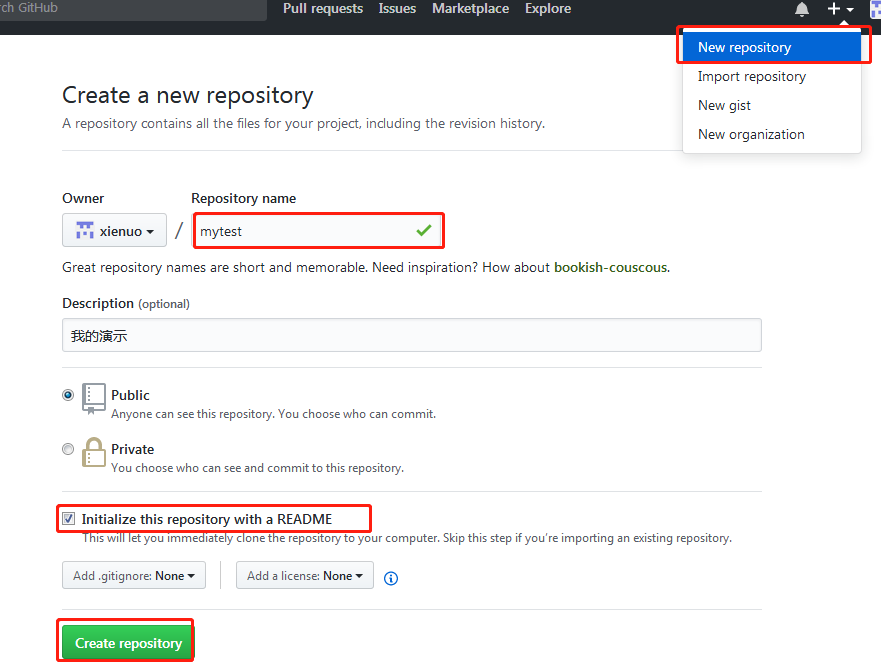 rch GitHub
Pull requests Issues Marketplace Explore
New repository
Import repository
New gist
New organization
Create a new repository
A repository contains all the files for your project, including the revision history.
Owner
Repository name
xienuo
/
mytest
Great repository names are short and memorable. Need inspiration? How about bookish-couscous.
Description (optional)
我的演示
Public
Anyone can see this repository. You choose who can commit.
Private
You choose who can see and commit to this repository.
Initialize this repository with a README
This will let you immediately clone the repository to your computer. Skip this step if you're importing an existing repository.
Add .gitignore: None
Add a license: None
Create repository